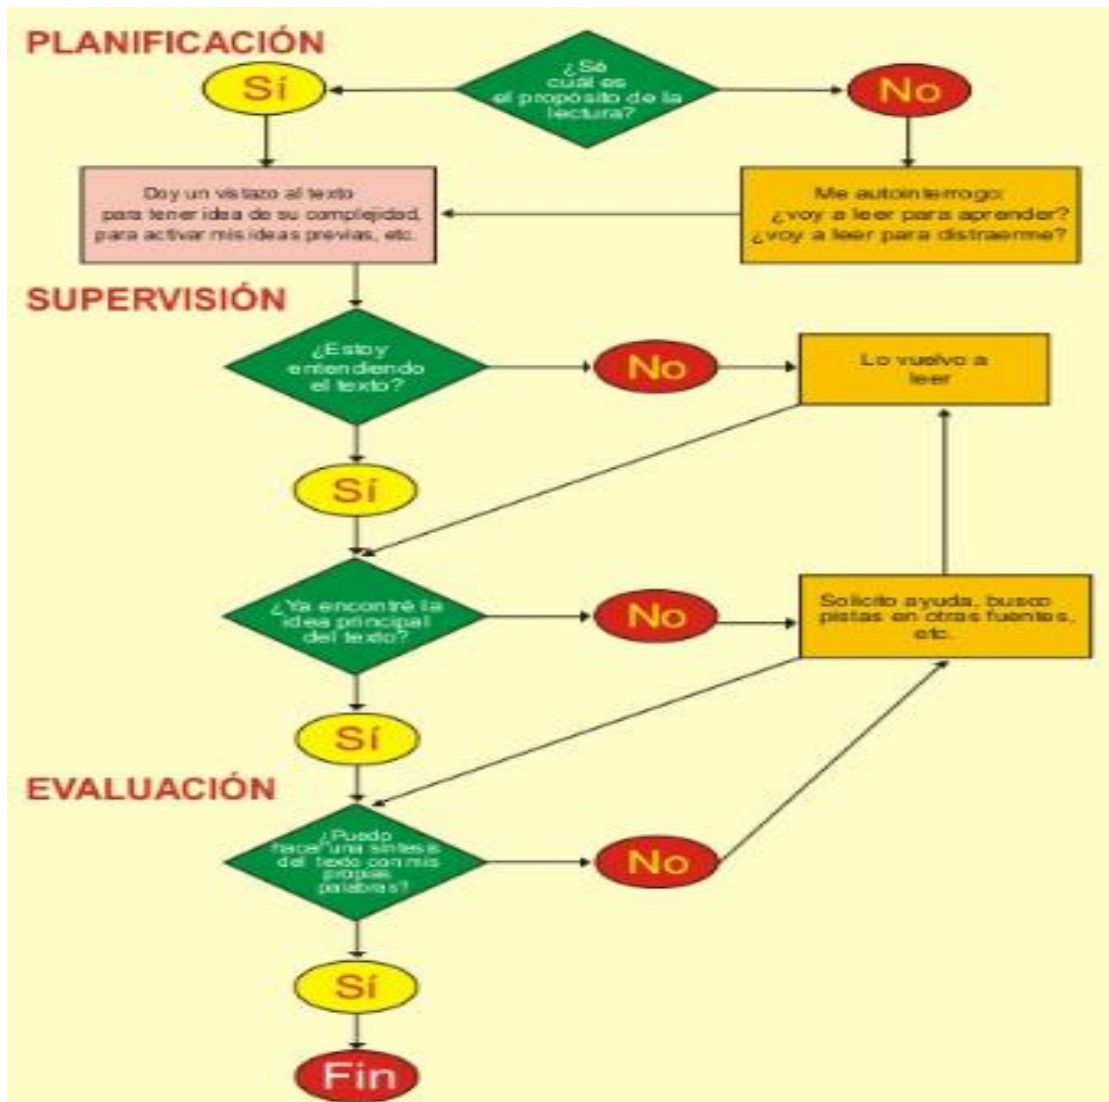 PLANIFICACIÓN
Sí
¿Sé
cuál es
el propósito de la
lectura?
No
Doy un vistazo al texto
para tener idea de su complejidad,
para activar mis ideas previas, etc.
Me autointerrogo:
¿voy a leer para aprender?
¿voy a leer para distraerme?
SUPERVISIÓN
¿Estoy
entendiendo
el texto?
No
Lo vuelvo a
leer
Sí
¿Ya encontré la
idea principal
del texto?
No
Solicito ayuda, busco
pistas en otras fuentes,
etc.
Sí
EVALUACIÓN
¿Puedo
hacer una síntesis
del texto con mis
propias
palabras?
No
Sí
Fin